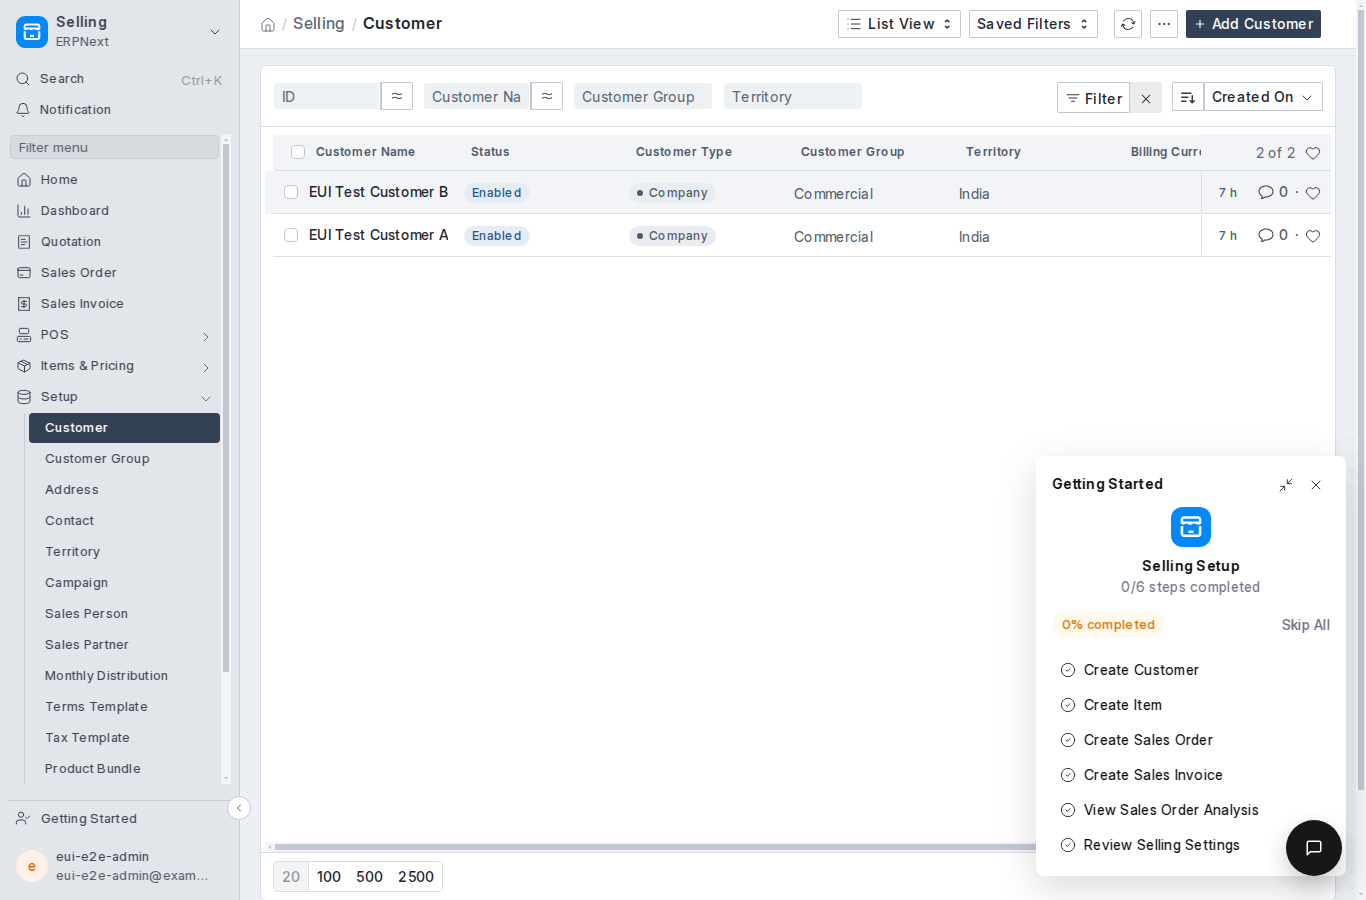 Selling
ERPNext
Search
Ctrl+K
Notification
Filter menu
Home
Dashboard
Quotation
Sales Order
Sales Invoice
POS
Items & Pricing
Setup
Customer
Customer Group
Address
Contact
Territory
Campaign
Sales Person
Sales Partner
Monthly Distribution
Terms Template
Tax Template
Product Bundle
Getting Started
e
eui-e2e-admin
eui-e2e-admin@exam...
/ Selling / Customer
List View
Saved Filters
+ Add Customer
ID
≈
Customer Na
≈
Customer Group
Territory
Filter
Created On
Customer Name Status Customer Type Customer Group Territory Billing Curre 2 of 2
EUI Test Customer B Enabled Company Commercial India 7 h 0 ·
EUI Test Customer A Enabled Company Commercial India 7 h 0 ·
20 100 500 2500
Getting Started
Selling Setup
0/6 steps completed
0% completed
Skip All
Create Customer
Create Item
Create Sales Order
Create Sales Invoice
View Sales Order Analysis
Review Selling Settings